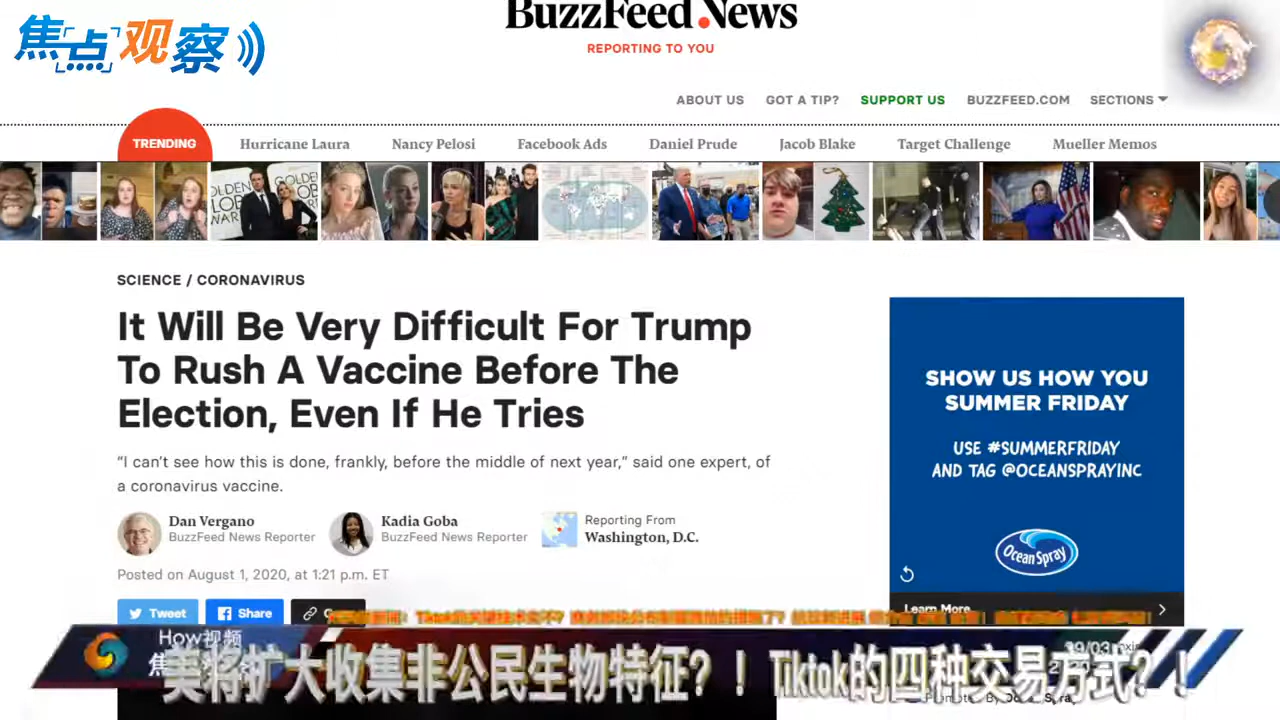 焦点观察
BuzzFeed News
REPORTING TO YOU
ABOUT US GOT A TIP? SUPPORT US BUZZFEED.COM SECTIONS
TRENDING Hurricane Laura Nancy Pelosi Facebook Ads Daniel Prude Jacob Blake Target Challenge Mueller Memos
SCIENCE / CORONAVIRUS
It Will Be Very Difficult For Trump
To Rush A Vaccine Before The
Election, Even If He Tries
“I can’t see how this is done, frankly, before the middle of next year,” said one expert, of
a coronavirus vaccine.
Dan Vergano
BuzzFeed News Reporter
Kadia Goba
BuzzFeed News Reporter
Reporting From
Washington, D.C.
Posted on August 1, 2020, at 1:21 p.m. ET
Tweet Share
SHOW US HOW YOU
SUMMER FRIDAY
USE #SUMMERFRIDAY
AND TAG @OCEANSPRAYINC
Ocean Spray
Learn More
How视频
美将扩大收集非公民生物特征?！Tiktok的四种交易方式?！